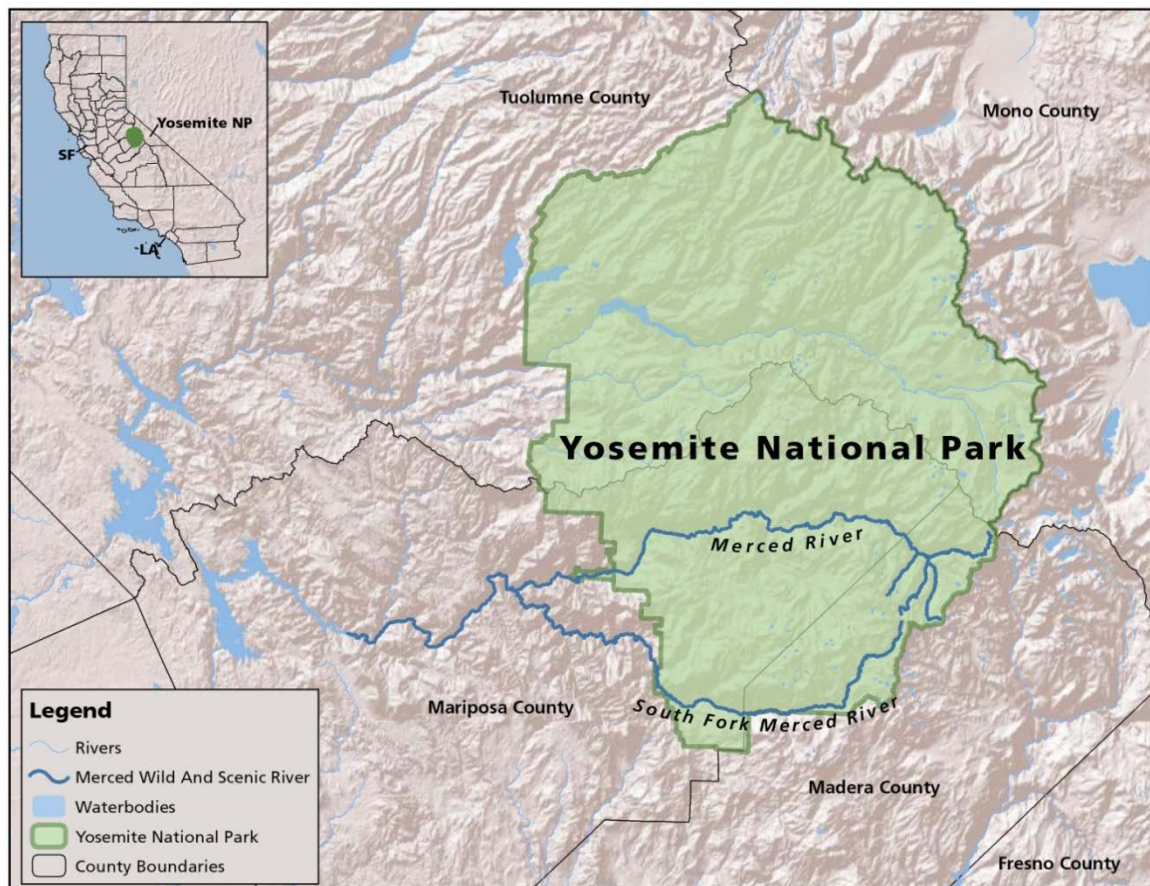 Yosemite NP
SF
-LA
Tuolumne County
Mono County
Yosemite National Park
Merced River
South Fork Merced River
Mariposa County
Madera County
Fresno County
Legend
Rivers
Merced Wild And Scenic River
Waterbodies
Yosemite National Park
County Boundaries